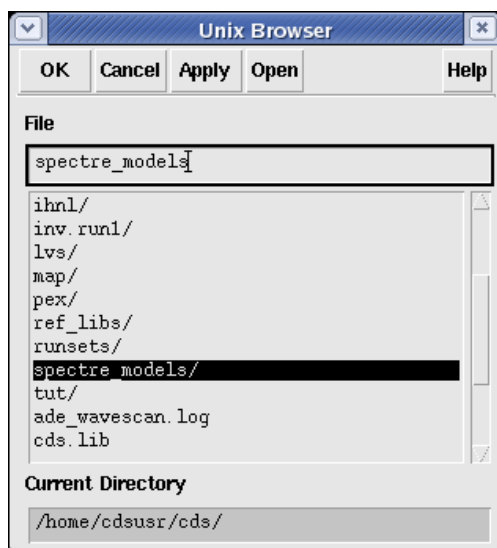 Unix Browser
OK Cancel Apply Open Help
File
spectre_models
ihnl/
inv.run1/
lvs/
map/
pex/
ref_libs/
runsets/
spectre_models/
tut/
ade_wavescan.log
cds.lib
Current Directory
/home/cdsusr/cds/